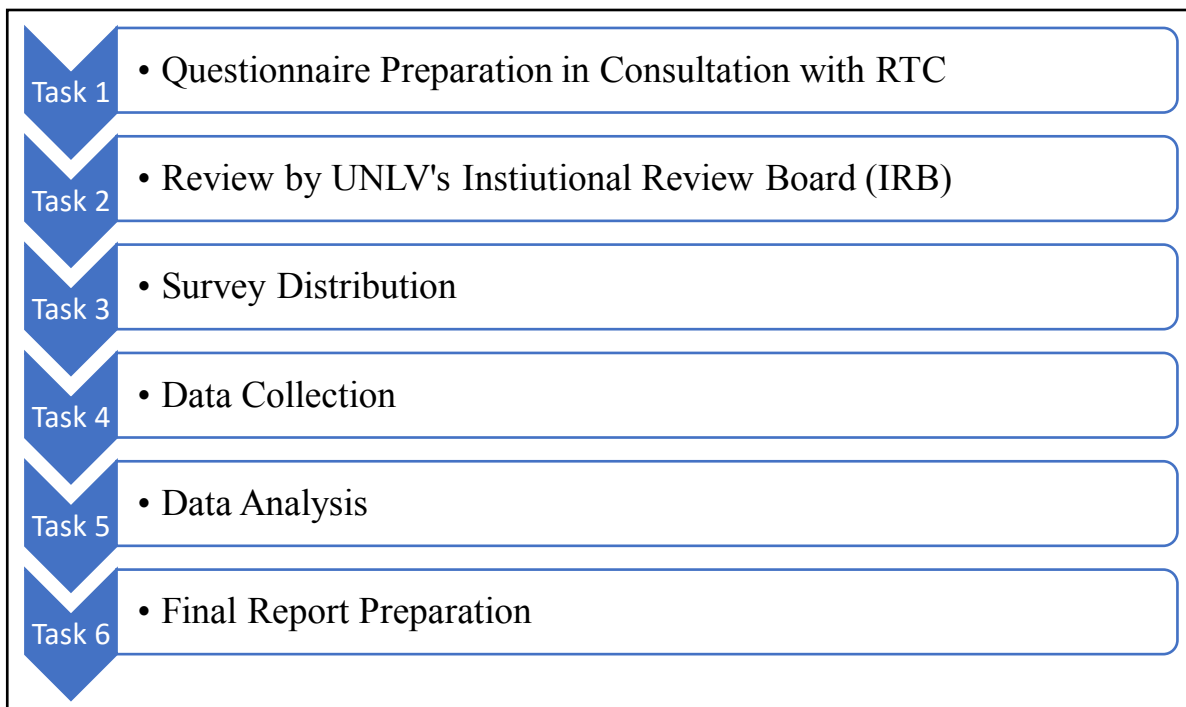 Task 1
• Questionnaire Preparation in Consultation with RTC
Task 2
• Review by UNLV's Instiutional Review Board (IRB)
Task 3
• Survey Distribution
Task 4
• Data Collection
Task 5
• Data Analysis
Task 6
• Final Report Preparation